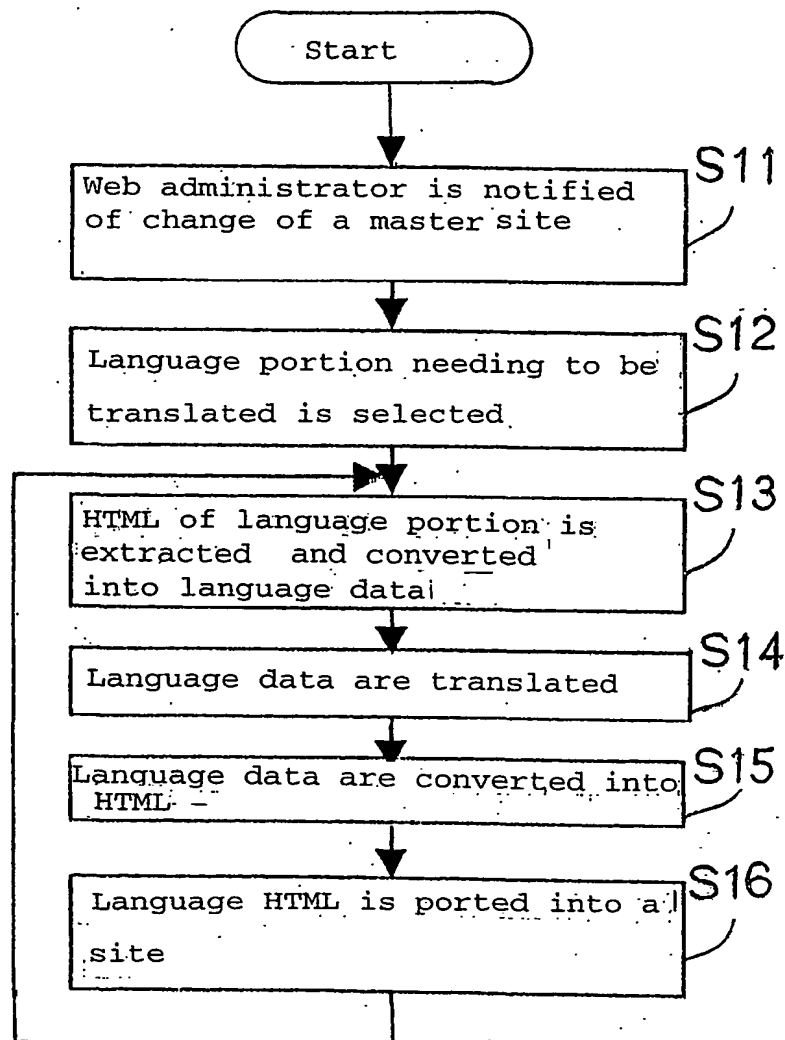 Start
S11
Web administrator is notified
of change of a master site
S12
Language portion needing to be
translated is selected
S13
HTML of language portion is
extracted and converted
into language data
S14
Language data are translated
S15
Language data are converted into
HTML
S16
Language HTML is ported into a
site